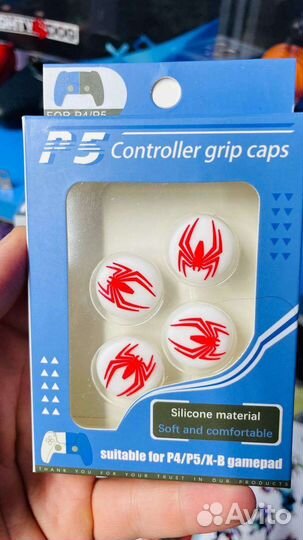 FOR P4/P5
P5 Controller grip caps
Silicone material
Soft and comfortable
suitable for P4/P5/X-B gamepad
THANK YOU FOR YOUR TRUST IN OUR PRODUCTS
Avito